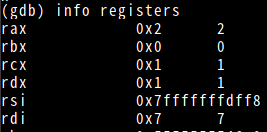 (gdb) info registers
rax 0x2 2
rbx 0x0 0
rcx 0x1 1
rdx 0x1 1
rsi 0x7fffffffdff8
rdi 0x7 7